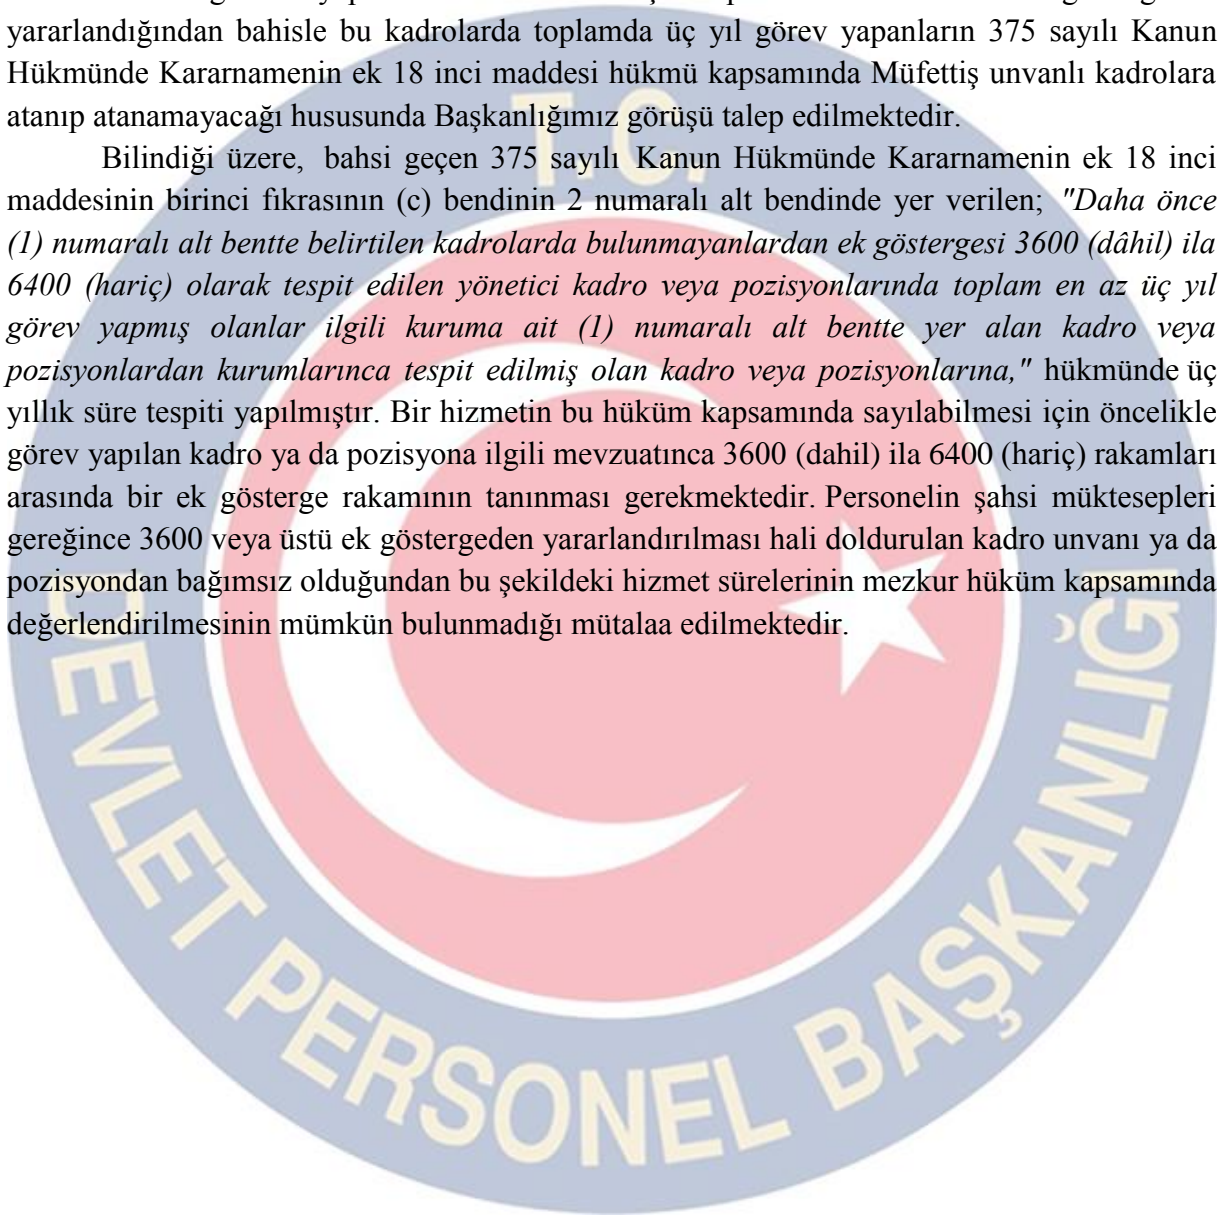 yararlandığından bahisle bu kadrolarda toplamda üç yıl görev yapanların 375 sayılı Kanun
Hükmünde Kararnamenin ek 18 inci maddesi hükmü kapsamında Müfettiş unvanlı kadrolara
atanıp atanamayacağı hususunda Başkanlığımız görüşü talep edilmektedir.
Bilindiği üzere, bahsi geçen 375 sayılı Kanun Hükmünde Kararnamenin ek 18 inci
maddesinin birinci fıkrasının (c) bendinin 2 numaralı alt bendinde yer verilen; "Daha önce
(1) numaralı alt bentte belirtilen kadrolarda bulunmayanlardan ek göstergesi 3600 (dâhil) ila
6400 (hariç) olarak tespit edilen yönetici kadro veya pozisyonlarında toplam en az üç yıl
görev yapmış olanlar ilgili kuruma ait (1) numaralı alt bentte yer alan kadro veya
pozisyonlardan kurumlarınca tespit edilmiş olan kadro veya pozisyonlarına," hükmünde üç
yıllık süre tespiti yapılmıştır. Bir hizmetin bu hüküm kapsamında sayılabilmesi için öncelikle
görev yapılan kadro ya da pozisyona ilgili mevzuatınca 3600 (dahil) ila 6400 (hariç) rakamları
arasında bir ek gösterge rakamının tanınması gerekmektedir. Personelin şahsi müktesepleri
gereğince 3600 veya üstü ek göstergeden yararlandırılması hali doldurulan kadro unvanı ya da
pozisyondan bağımsız olduğundan bu şekildeki hizmet sürelerinin mezkur hüküm kapsamında
değerlendirilmesinin mümkün bulunmadığı mütalaa edilmektedir.
T.C.
DEVLET PERSONEL BAŞKANLIĞI